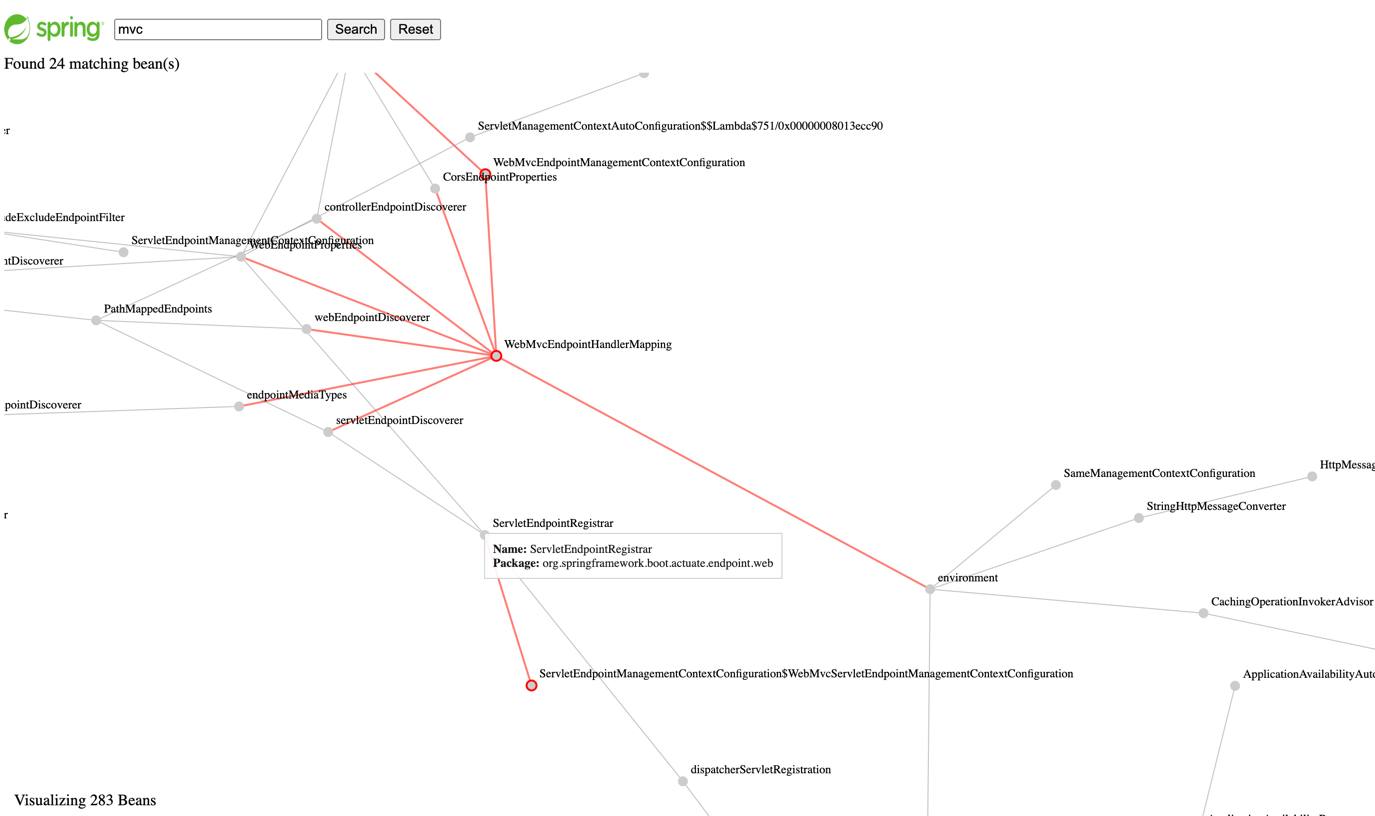 spring
mvc
Search
Reset
Found 24 matching bean(s)
er
ServletManagementContextAutoConfiguration$$Lambda$751/0x00000008013ecc90
WebMvcEndpointManagementContextConfiguration
CorsEndpointProperties
controllerEndpointDiscoverer
deExcludeEndpointFilter
ServletEndpointManagementContextConfiguration
WebEndpointProperties
ntDiscoverer
PathMappedEndpoints
webEndpointDiscoverer
WebMvcEndpointHandlerMapping
endpointMediaTypes
pointDiscoverer
servletEndpointDiscoverer
HttpMessag
SameManagementContextConfiguration
StringHttpMessageConverter
r
ServletEndpointRegistrar
Name: ServletEndpointRegistrar
Package: org.springframework.boot.actuate.endpoint.web
environment
CachingOperationInvokerAdvisor
ServletEndpointManagementContextConfiguration$WebMvcServletEndpointManagementContextConfiguration
ApplicationAvailabilityAuto
dispatcherServletRegistration
Visualizing 283 Beans